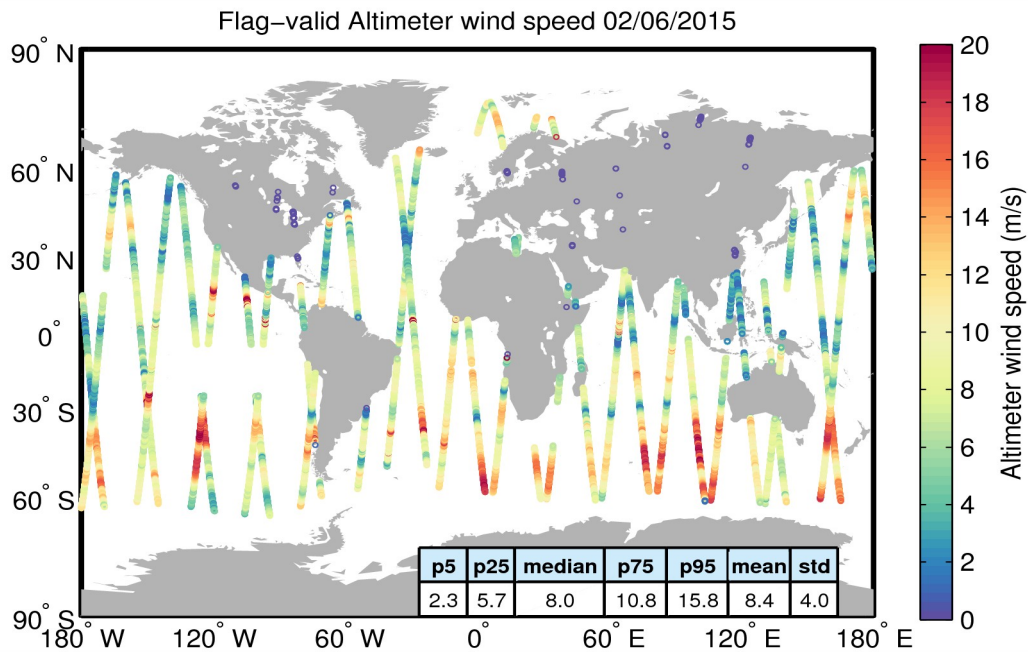 Flag−valid Altimeter wind speed 02/06/2015
90° N
60° N
30° N
0°
30° S
60° S
90° S
180° W
120° W
60° W
0°
60° E
120° E
180° E
p5 p25 median p75 p95 mean std
2.3 5.7 8.0 10.8 15.8 8.4 4.0
20
18
16
14
12
10
8
6
4
2
0
Altimeter wind speed (m/s)